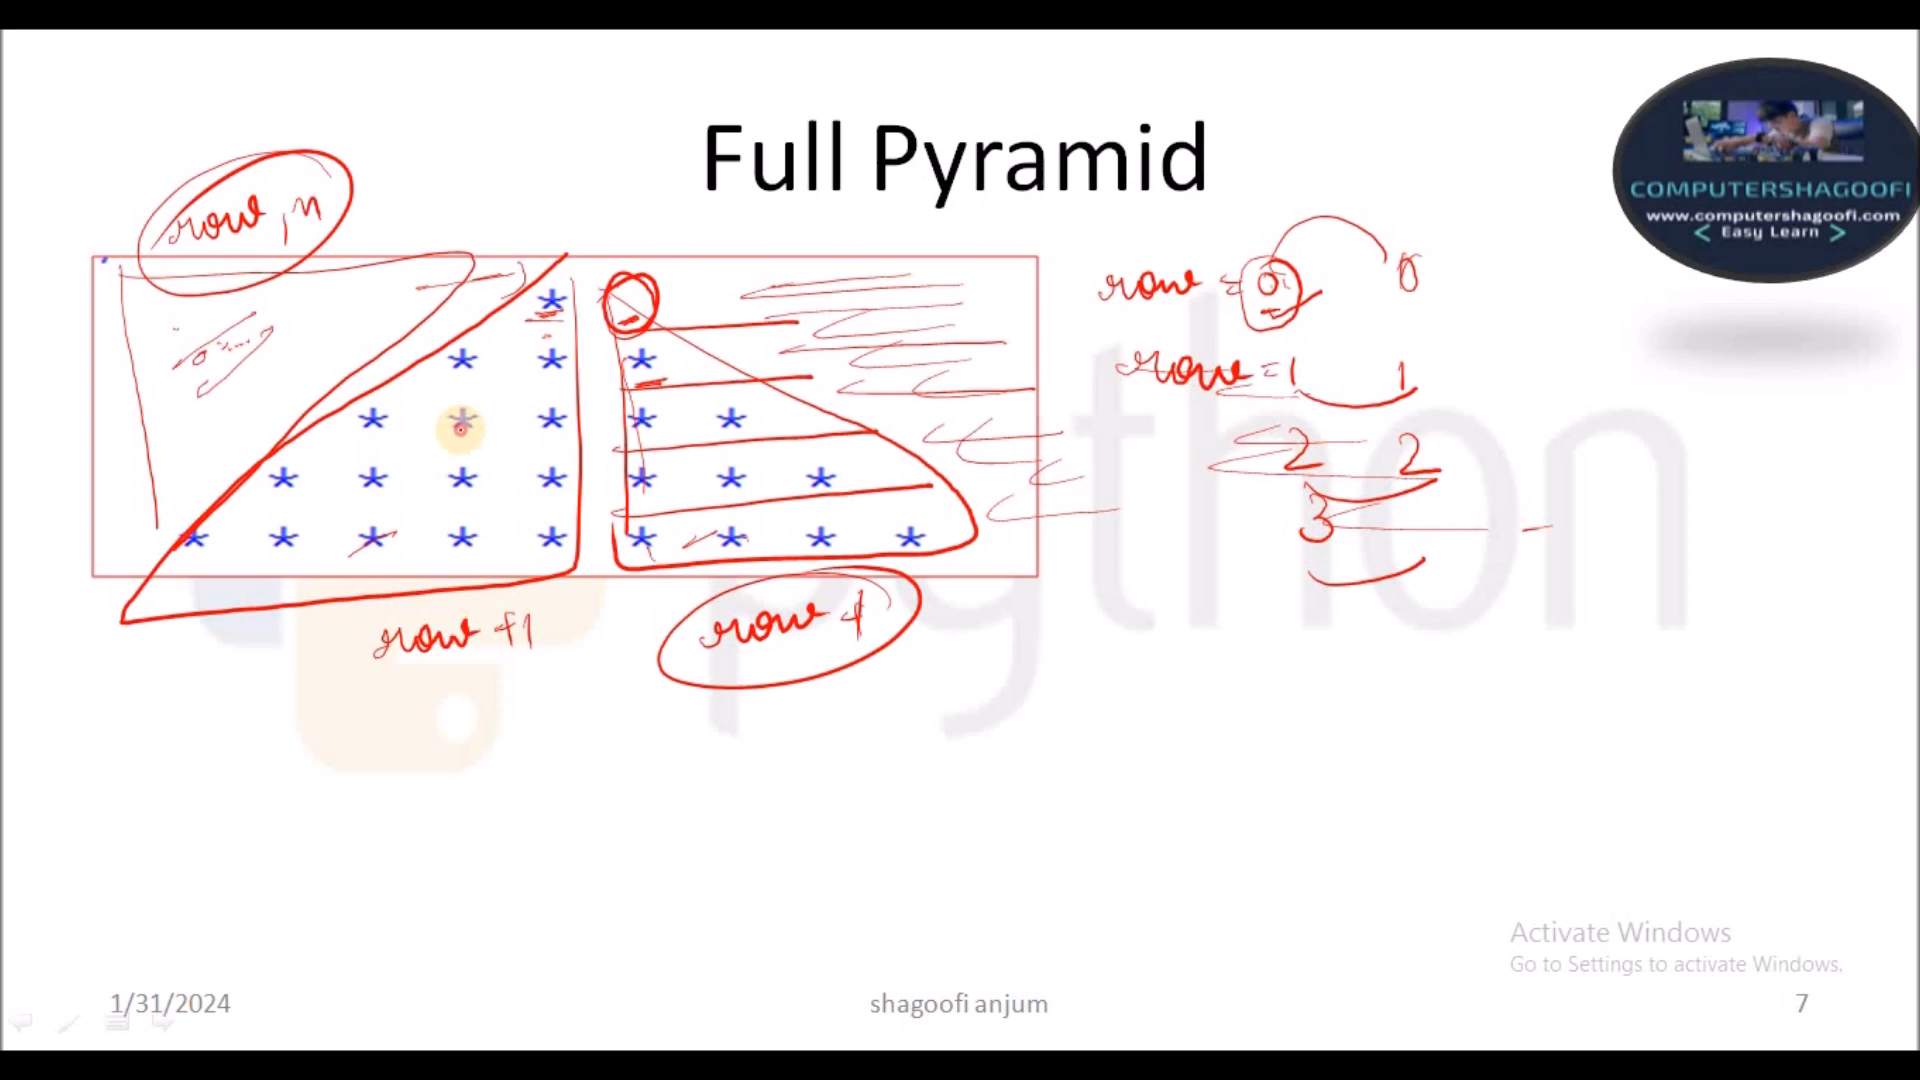 Full Pyramid
COMPUTERSHAGOOFI
www.computershagoofi.com
< Easy Learn >
row, n
*
* *
* * *
* * * *
* * * * *
*
* *
* * *
* * * *
row +1
row
row = 0 0
row = 1 1
2 2
3
python
Activate Windows
Go to Settings to activate Windows.
1/31/2024
shagoofi anjum
7